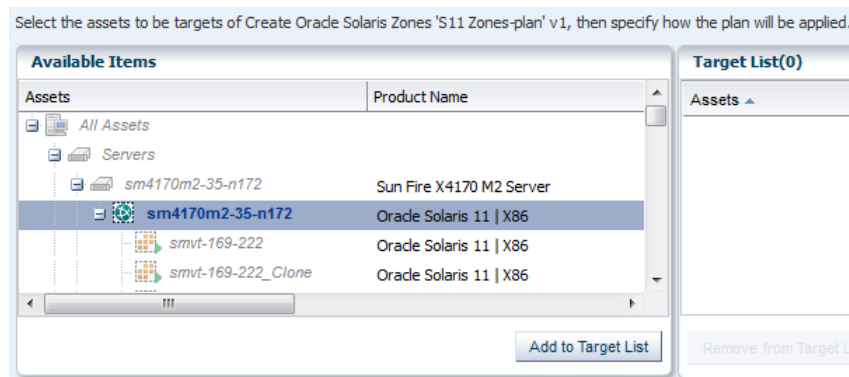 Select the assets to be targets of Create Oracle Solaris Zones 'S11 Zones-plan' v1, then specify how the plan will be applied.
Available Items
Target List(0)
Assets
Product Name
Assets
All Assets
Servers
sm4170m2-35-n172
Sun Fire X4170 M2 Server
sm4170m2-35-n172
Oracle Solaris 11 | X86
smvt-169-222
Oracle Solaris 11 | X86
smvt-169-222_Clone
Oracle Solaris 11 | X86
Add to Target List
Remove from Target L